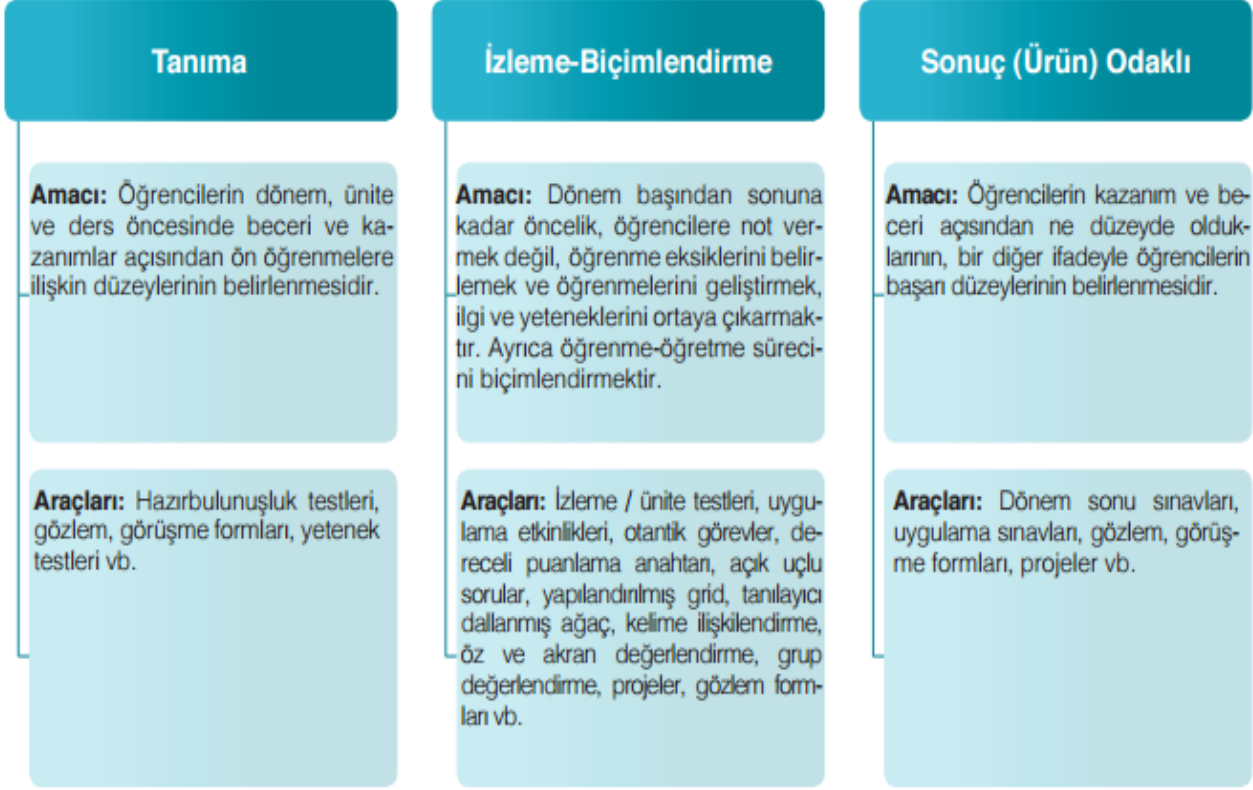 Tanıma
Amacı: Öğrencilerin dönem, ünite
ve ders öncesinde beceri ve ka-
zanımlar açısından ön öğrenmelere
ilişkin düzeylerinin belirlenmesidir.
Araçları: Hazırbulunuşluk testleri,
gözlem, görüşme formları, yetenek
testleri vb.
İzleme-Biçimlendirme
Amacı: Dönem başından sonuna
kadar öncelik, öğrencilere not ver-
mek değil, öğrenme eksiklerini belir-
lemek ve öğrenmelerini geliştirmek,
ilgi ve yeteneklerini ortaya çıkarmak-
tır. Ayrıca öğrenme-öğretme süreci-
ni biçimlendirmektir.
Araçları: İzleme / ünite testleri, uygu-
lama etkinlikleri, otantik görevler, de-
receli puanlama anahtarı, açık uçlu
sorular, yapılandırılmış grid, tanılayıcı
dallanmış ağaç, kelime ilişkilendirme,
öz ve akran değerlendirme, grup
değerlendirme, projeler, gözlem form-
ları vb.
Sonuç (Ürün) Odaklı
Amacı: Öğrencilerin kazanım ve be-
ceri açısından ne düzeyde olduk-
larının, bir diğer ifadeyle öğrencilerin
başarı düzeylerinin belirlenmesidir.
Araçları: Dönem sonu sınavları,
uygulama sınavları, gözlem, görüş-
me formları, projeler vb.